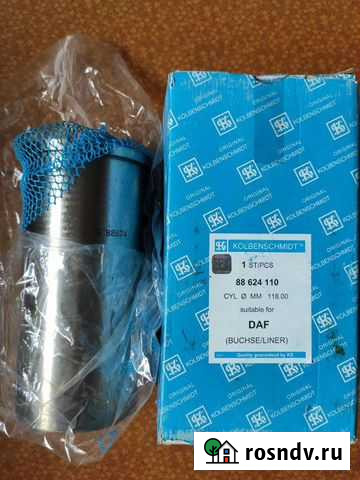 KOLBENSCHMIDT
1 ST/PCS
88 624 110
CYL Ø MM 118.00
suitable for
DAF
(BUCHSE/LINER)
Quality guaranteed by KS
ORIGINAL
KOLBENSCHMIDT
rosndv.ru